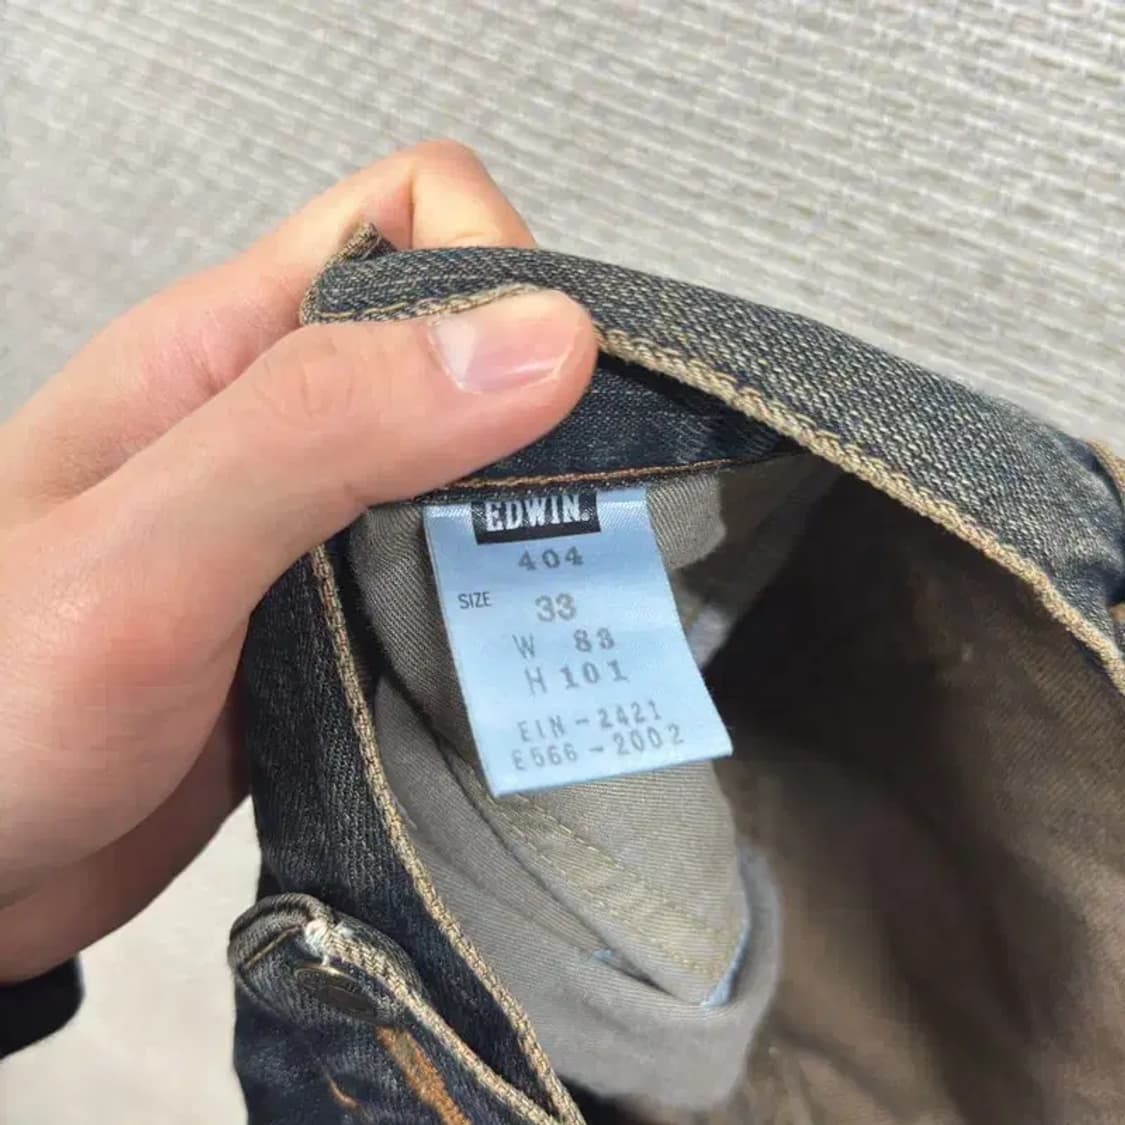 EDWIN.
404
SIZE 33
W 83
H 101
EIN-2421
E566-2002